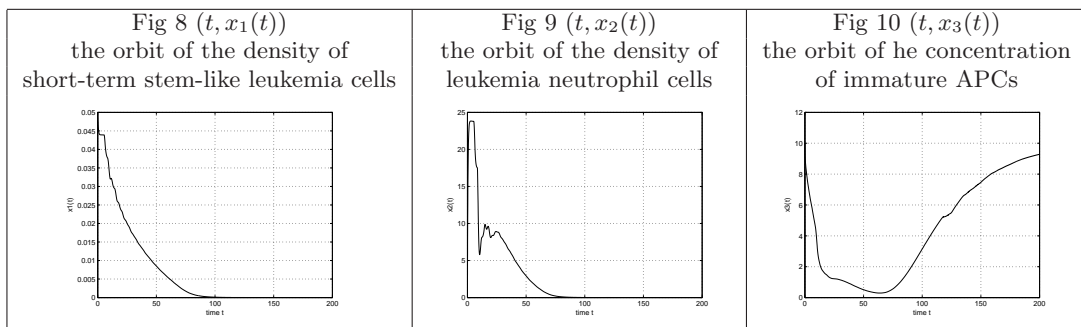 Fig 8 (t, x₁(t))
the orbit of the density of
short-term stem-like leukemia cells
Fig 9 (t, x₂(t))
the orbit of the density of
leukemia neutrophil cells
Fig 10 (t, x₃(t))
the orbit of he concentration
of immature APCs
0.05
0.045
0.04
0.035
0.03
0.025
0.02
0.015
0.01
0.005
0
x1(t)
0 50 100 150 200
time t
25
20
15
10
5
0
x2(t)
0 50 100 150 200
time t
12
10
8
6
4
2
0
x3(t)
0 50 100 150 200
time t